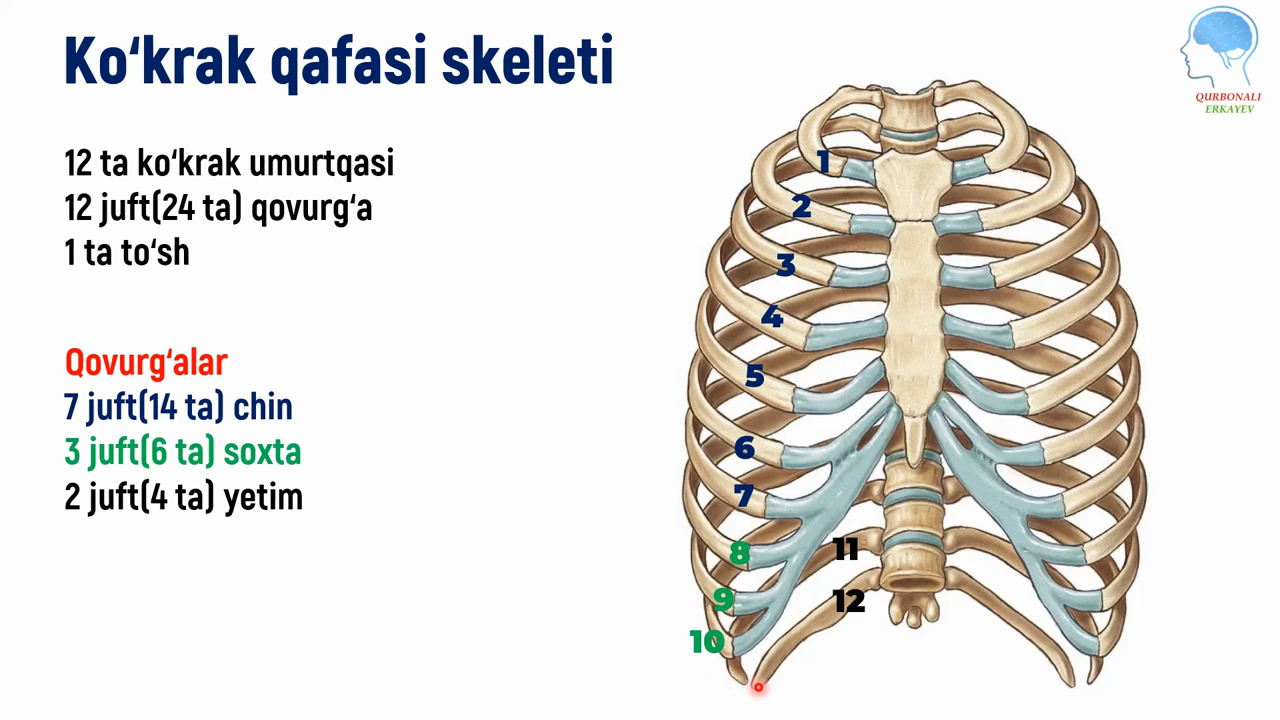 Ko‘krak qafasi skeleti
QURBONALI
ERKAYEV
12 ta ko‘krak umurtqasi
12 juft(24 ta) qovurg‘a
1 ta to‘sh
Qovurg‘alar
7 juft(14 ta) chin
3 juft(6 ta) soxta
2 juft(4 ta) yetim
1
2
3
4
5
6
7
8
9
10
11
12